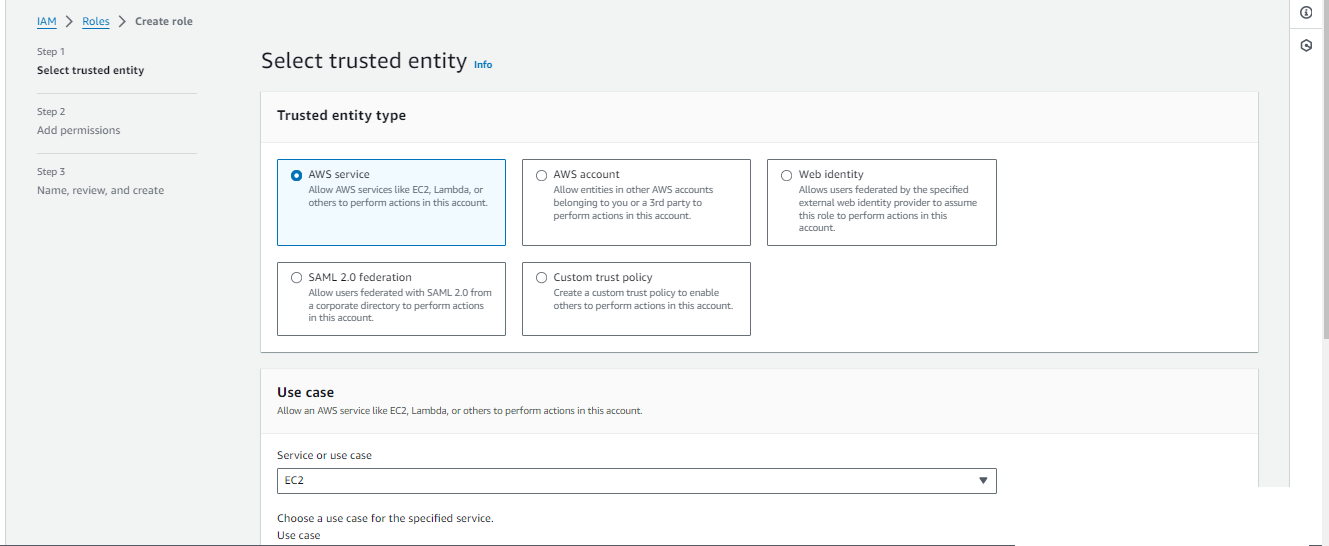 IAM > Roles > Create role
Step 1
Select trusted entity
Step 2
Add permissions
Step 3
Name, review, and create
Select trusted entity Info
Trusted entity type
AWS service
Allow AWS services like EC2, Lambda, or
others to perform actions in this account.
AWS account
Allow entities in other AWS accounts
belonging to you or a 3rd party to
perform actions in this account.
Web identity
Allows users federated by the specified
external web identity provider to assume
this role to perform actions in this
account.
SAML 2.0 federation
Allow users federated with SAML 2.0 from
a corporate directory to perform actions
in this account.
Custom trust policy
Create a custom trust policy to enable
others to perform actions in this account.
Use case
Allow an AWS service like EC2, Lambda, or others to perform actions in this account.
Service or use case
EC2
Choose a use case for the specified service.
Use case